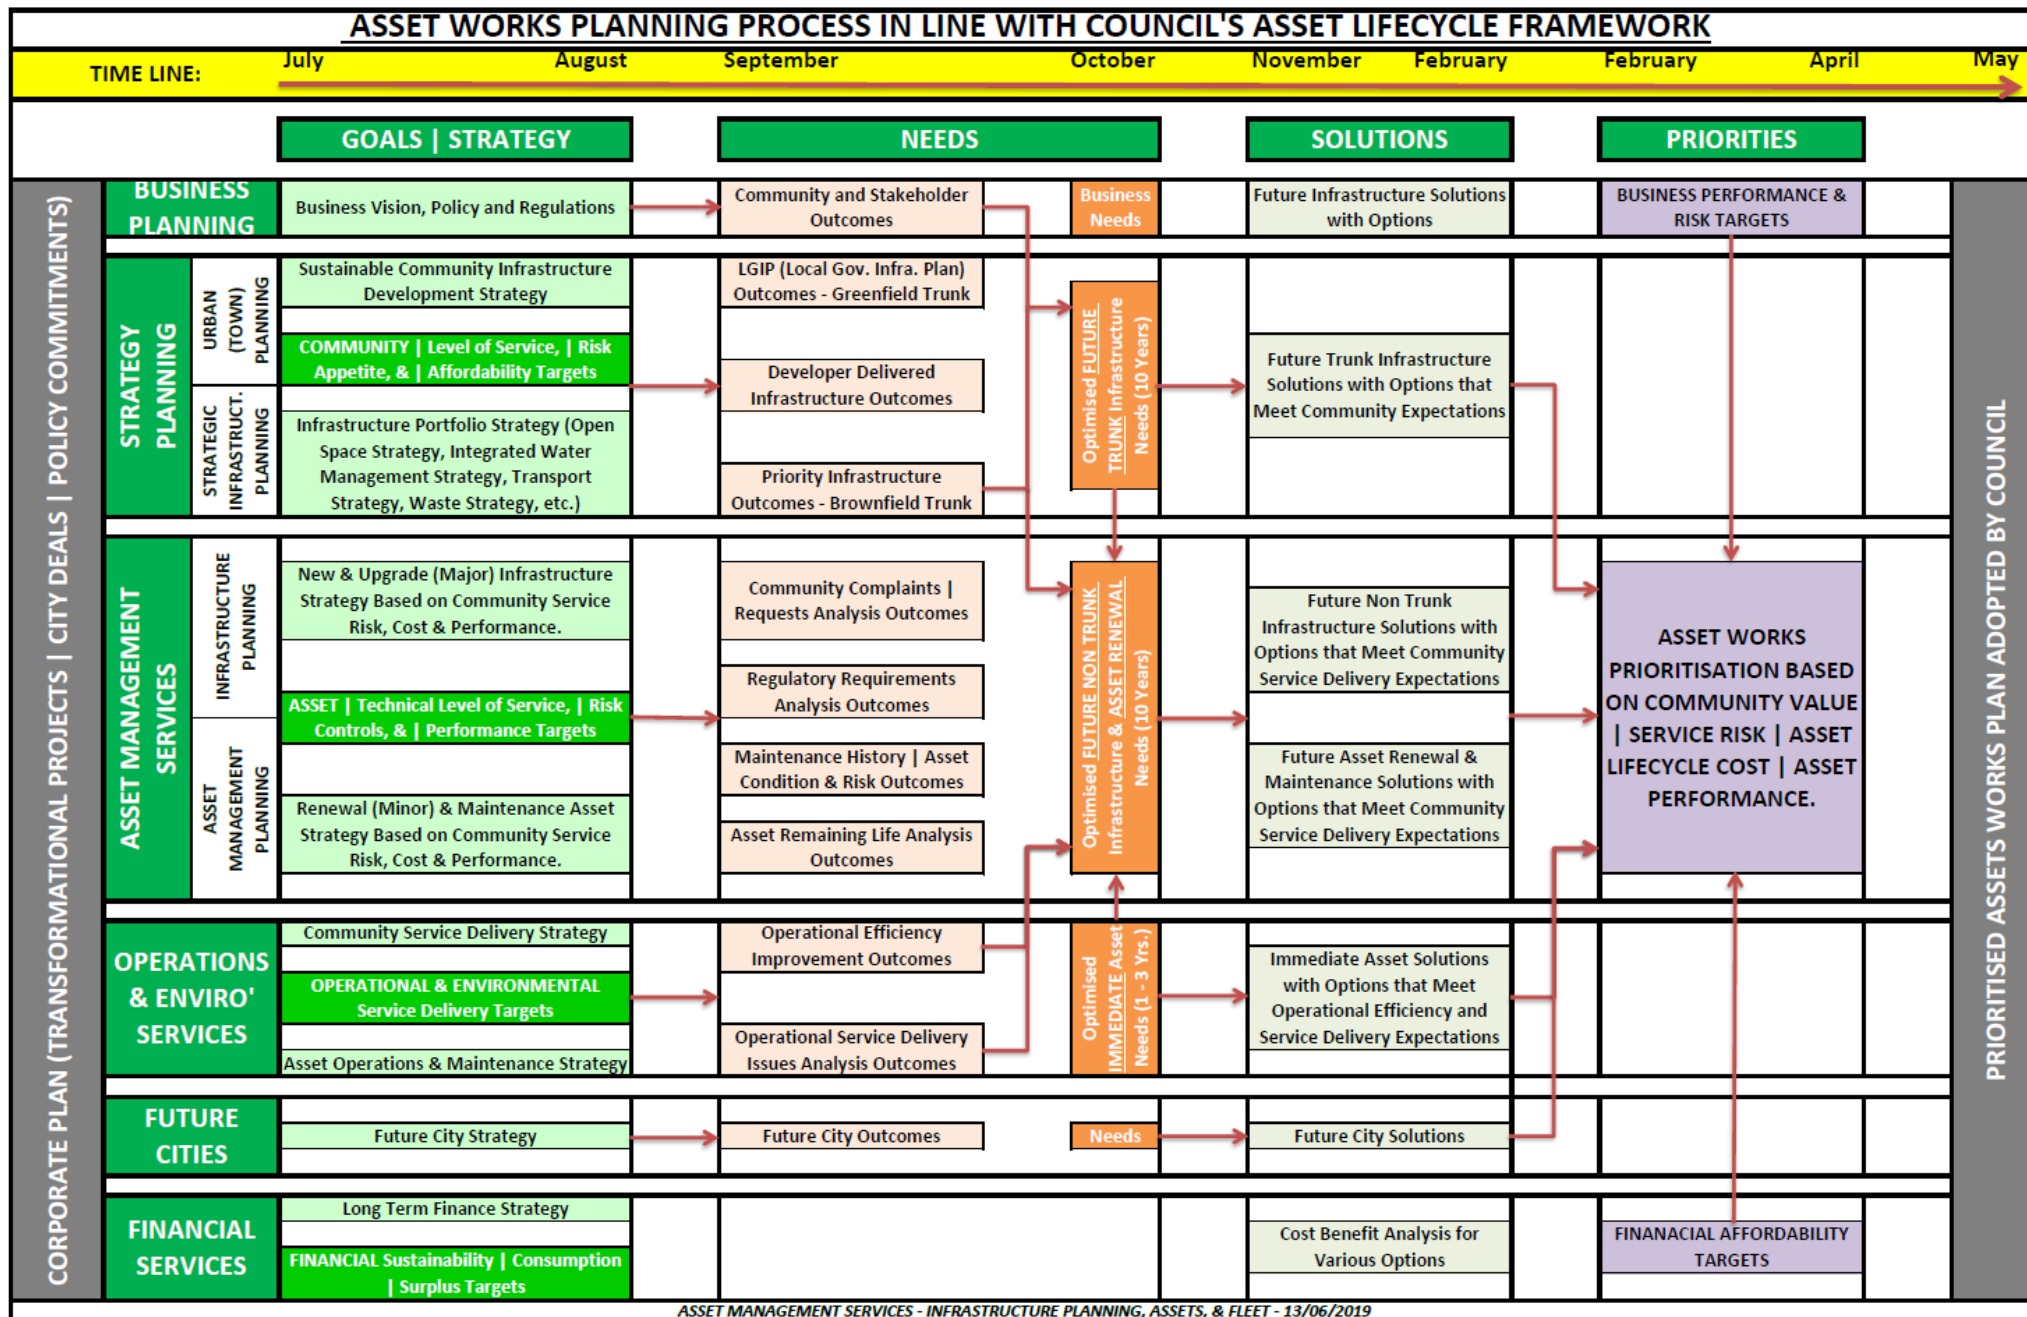 ASSET WORKS PLANNING PROCESS IN LINE WITH COUNCIL'S ASSET LIFECYCLE FRAMEWORK
TIME LINE:
July
August
September
October
November
February
February
April
May
GOALS | STRATEGY
NEEDS
SOLUTIONS
PRIORITIES
CORPORATE PLAN (TRANSFORMATIONAL PROJECTS | CITY DEALS | POLICY COMMITMENTS)
BUSINESS
PLANNING
Business Vision, Policy and Regulations
Community and Stakeholder
Outcomes
Business
Needs
Future Infrastructure Solutions
with Options
BUSINESS PERFORMANCE &
RISK TARGETS
STRATEGY
PLANNING
URBAN
(TOWN)
PLANNING
STRATEGIC
INFRASTRUCT.
PLANNING
Sustainable Community Infrastructure
Development Strategy
COMMUNITY | Level of Service, | Risk
Appetite, & | Affordability Targets
Infrastructure Portfolio Strategy (Open
Space Strategy, Integrated Water
Management Strategy, Transport
Strategy, Waste Strategy, etc.)
LGIP (Local Gov. Infra. Plan)
Outcomes - Greenfield Trunk
Developer Delivered
Infrastructure Outcomes
Priority Infrastructure
Outcomes - Brownfield Trunk
Optimised FUTURE
TRUNK Infrastructure
Needs (10 Years)
Future Trunk Infrastructure
Solutions with Options that
Meet Community Expectations
ASSET MANAGEMENT
SERVICES
INFRASTRUCTURE
PLANNING
ASSET
MANAGEMENT
PLANNING
New & Upgrade (Major) Infrastructure
Strategy Based on Community Service
Risk, Cost & Performance.
ASSET | Technical Level of Service, | Risk
Controls, & | Performance Targets
Renewal (Minor) & Maintenance Asset
Strategy Based on Community Service
Risk, Cost & Performance.
Community Complaints |
Requests Analysis Outcomes
Regulatory Requirements
Analysis Outcomes
Maintenance History | Asset
Condition & Risk Outcomes
Asset Remaining Life Analysis
Outcomes
Optimised FUTURE NON TRUNK
Infrastructure & ASSET RENEWAL
Needs (10 Years)
Future Non Trunk
Infrastructure Solutions with
Options that Meet Community
Service Delivery Expectations
Future Asset Renewal &
Maintenance Solutions with
Options that Meet Community
Service Delivery Expectations
ASSET WORKS
PRIORITISATION BASED
ON COMMUNITY VALUE
| SERVICE RISK | ASSET
LIFECYCLE COST | ASSET
PERFORMANCE.
OPERATIONS
& ENVIRO'
SERVICES
Community Service Delivery Strategy
OPERATIONAL & ENVIRONMENTAL
Service Delivery Targets
Asset Operations & Maintenance Strategy
Operational Efficiency
Improvement Outcomes
Operational Service Delivery
Issues Analysis Outcomes
Optimised
IMMEDIATE Asset
Needs (1 - 3 Yrs.)
Immediate Asset Solutions
with Options that Meet
Operational Efficiency and
Service Delivery Expectations
FUTURE
CITIES
Future City Strategy
Future City Outcomes
Needs
Future City Solutions
FINANCIAL
SERVICES
Long Term Finance Strategy
FINANCIAL Sustainability | Consumption
| Surplus Targets
Cost Benefit Analysis for
Various Options
FINANACIAL AFFORDABILITY
TARGETS
PRIORITISED ASSETS WORKS PLAN ADOPTED BY COUNCIL
ASSET MANAGEMENT SERVICES - INFRASTRUCTURE PLANNING, ASSETS, & FLEET - 13/06/2019